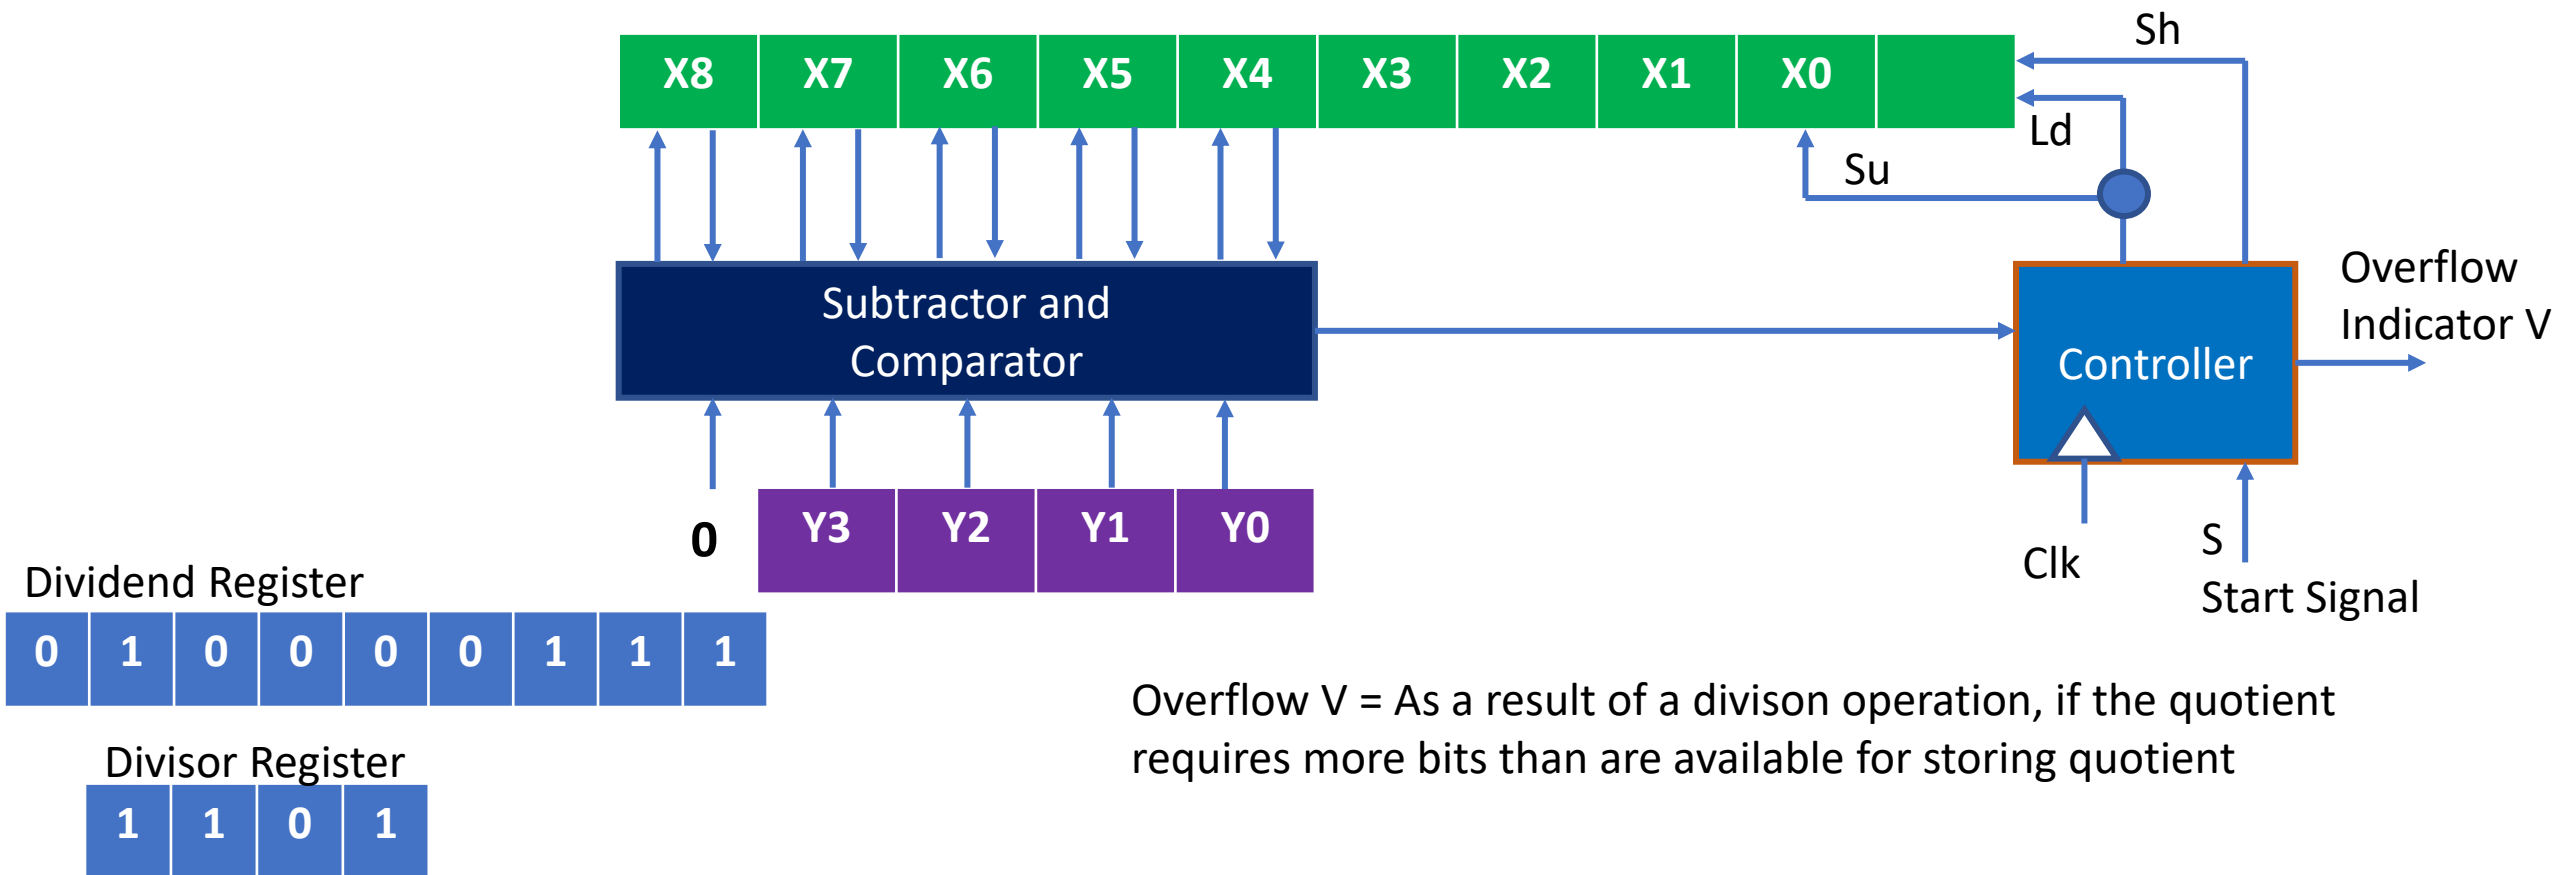 Sh
X8 X7 X6 X5 X4 X3 X2 X1 X0
Ld
Su
Subtractor and
Comparator
Overflow
Indicator V
Controller
0 Y3 Y2 Y1 Y0
Clk
S
Start Signal
Dividend Register
0 1 0 0 0 0 1 1 1
Overflow V = As a result of a divison operation, if the quotient
requires more bits than are available for storing quotient
Divisor Register
1 1 0 1